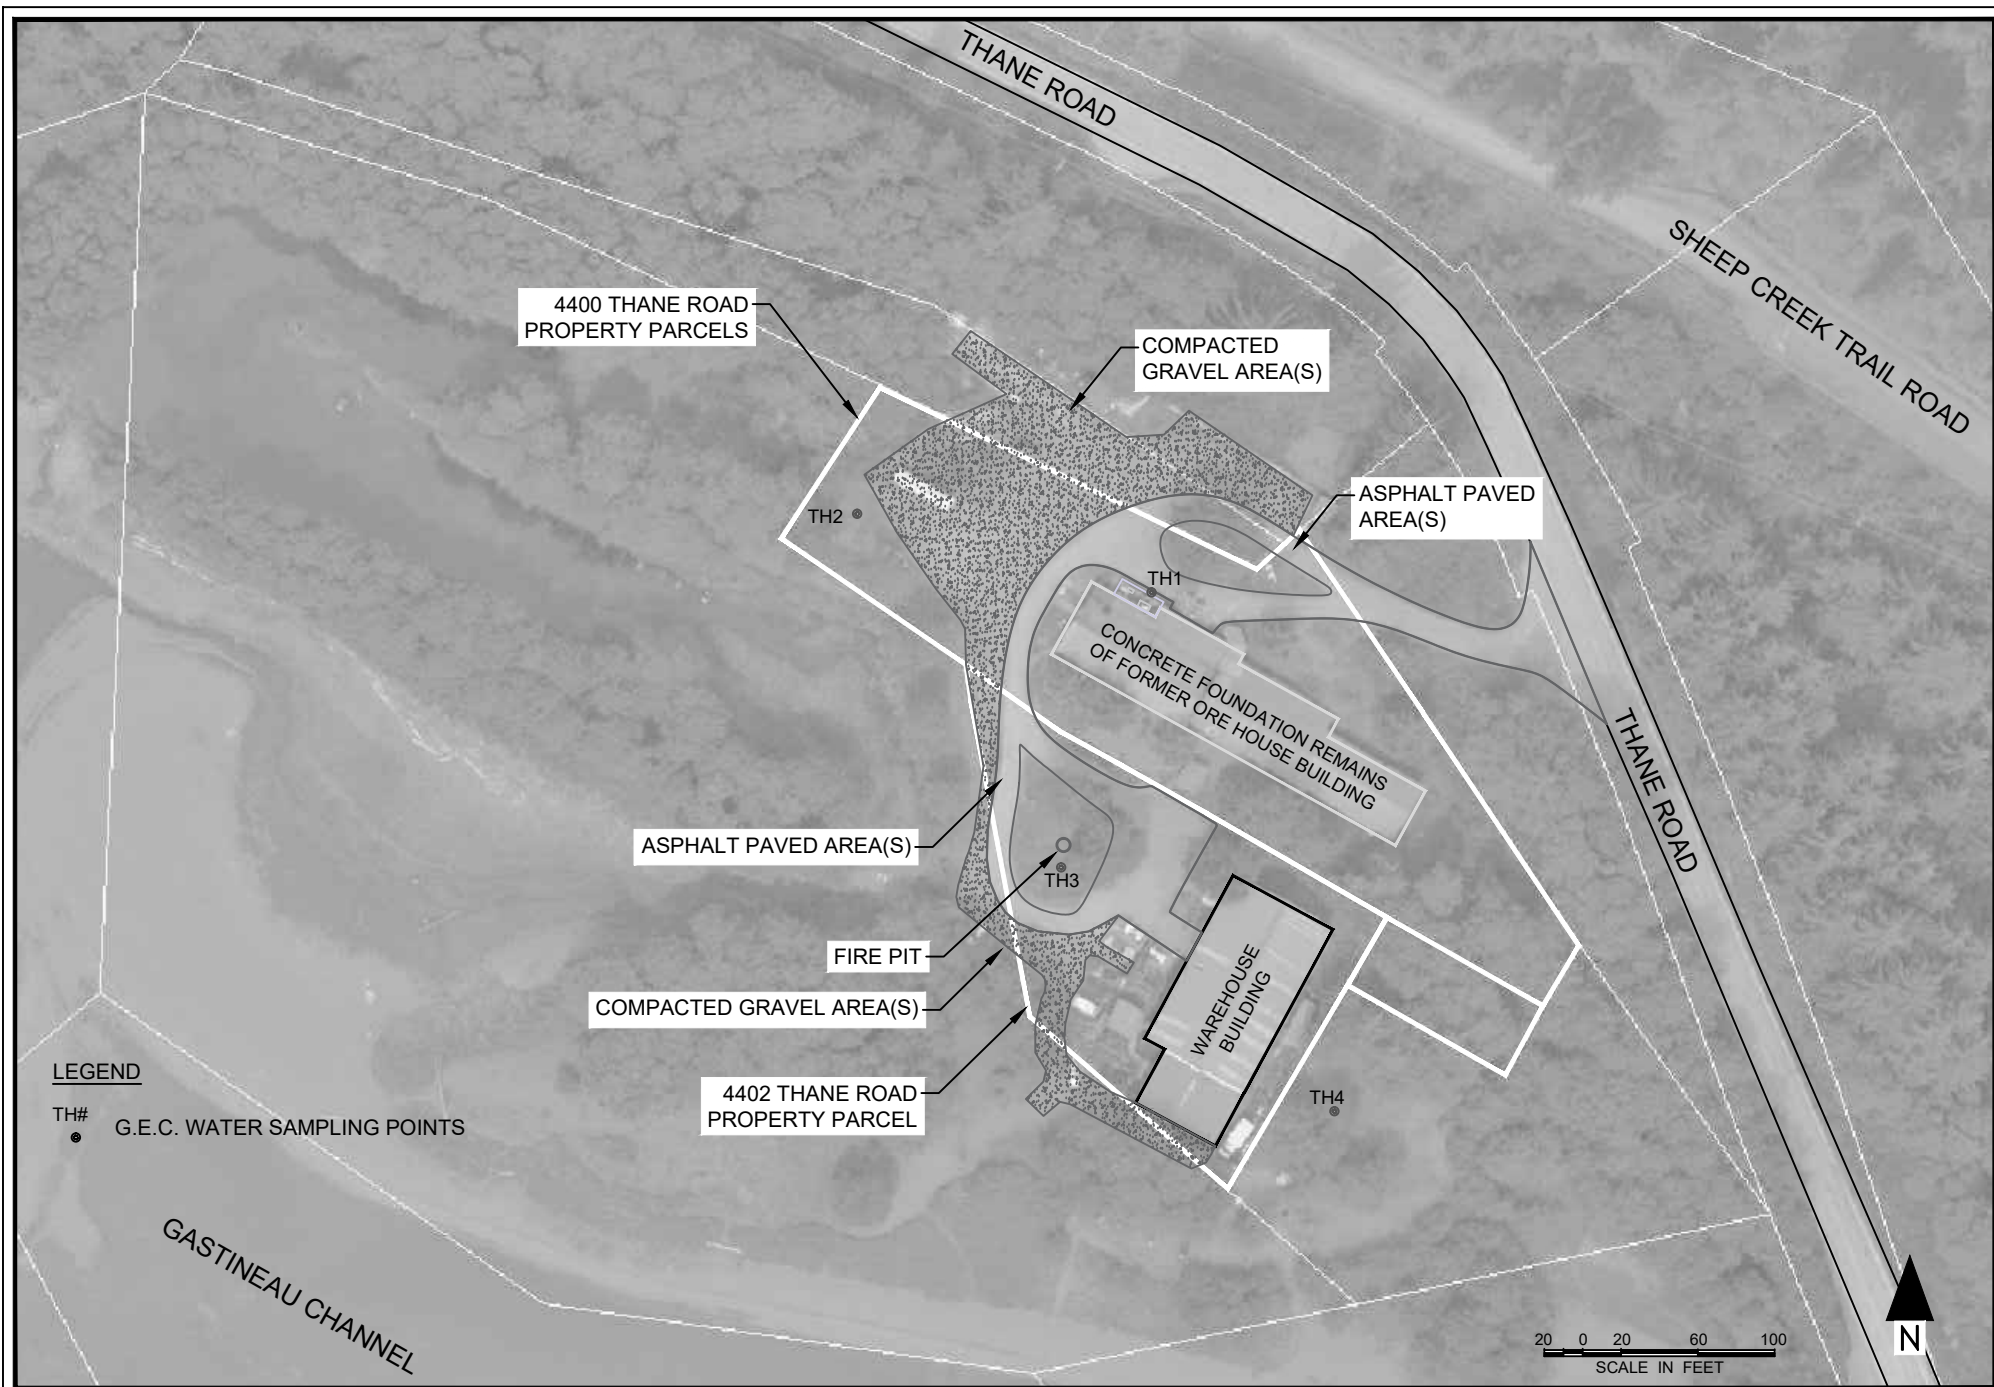 THANE ROAD
SHEEP CREEK TRAIL ROAD
4400 THANE ROAD
PROPERTY PARCELS
COMPACTED
GRAVEL AREA(S)
ASPHALT PAVED
AREA(S)
TH2
TH1
CONCRETE FOUNDATION REMAINS
OF FORMER ORE HOUSE BUILDING
THANE ROAD
ASPHALT PAVED AREA(S)
TH3
FIRE PIT
WAREHOUSE
BUILDING
COMPACTED GRAVEL AREA(S)
4402 THANE ROAD
PROPERTY PARCEL
TH4
LEGEND
TH#
G.E.C. WATER SAMPLING POINTS
GASTINEAU CHANNEL
20 0 20 60 100
SCALE IN FEET
N